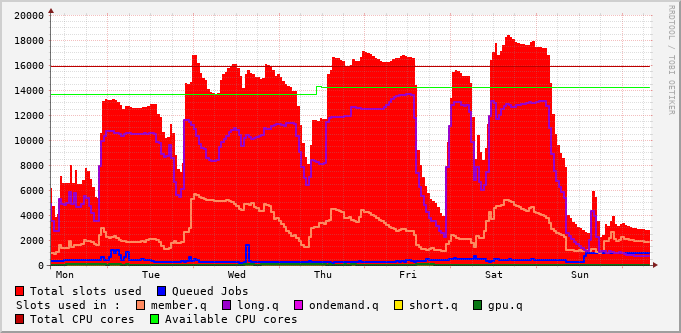 20000
18000
16000
14000
12000
10000
8000
6000
4000
2000
0
Mon Tue Wed Thu Fri Sat Sun
RRDTOOL / TOBI OETIKER
Total slots used Queued Jobs
Slots used in : member.q long.q ondemand.q short.q gpu.q
Total CPU cores Available CPU cores